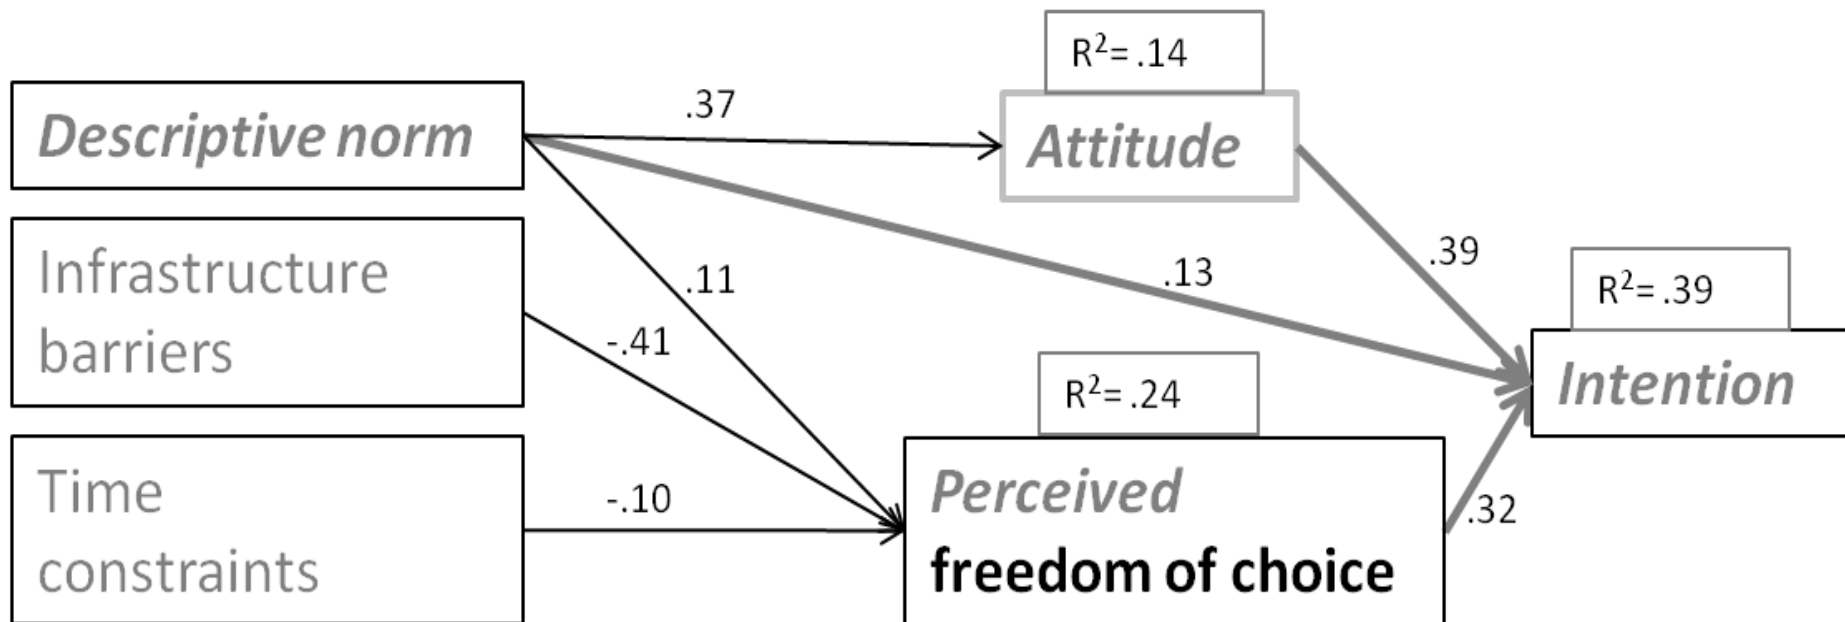 R²= .14
.37
Descriptive norm
Attitude
Infrastructure
barriers
.11
.13
.39
R²= .39
-.41
Intention
R²= .24
Time
constraints
-.10
Perceived
freedom of choice
.32